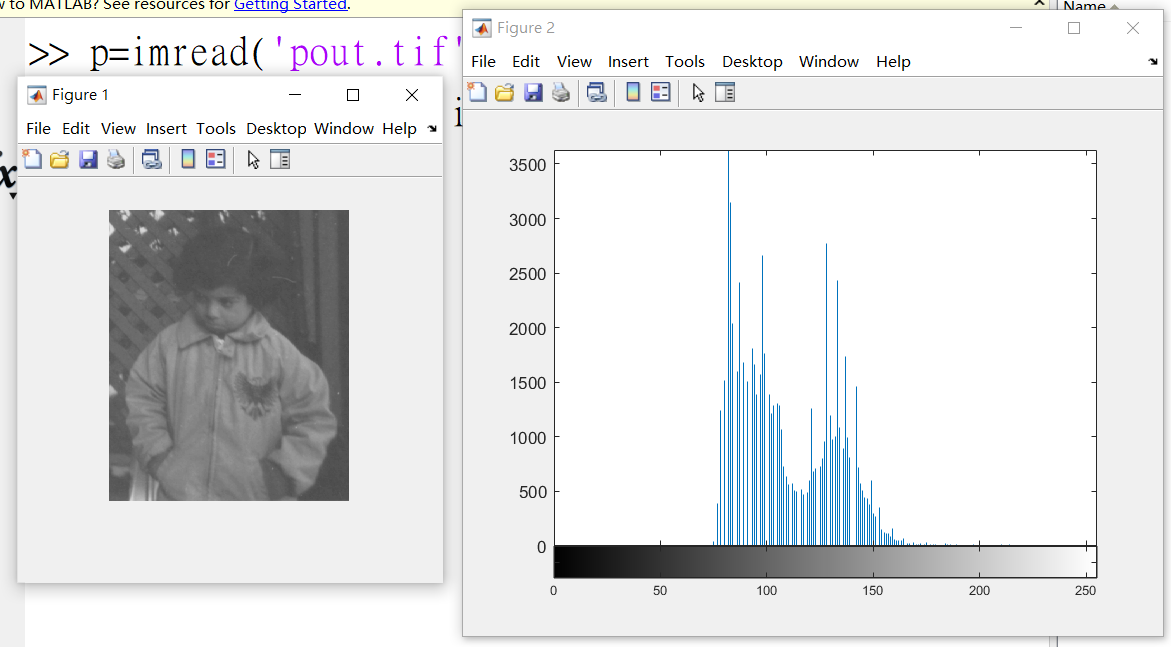 w to MATLAB? See resources for Getting Started.
Name
>> p=imread('pout.tif'
Figure 1
File Edit View Insert Tools Desktop Window Help
Figure 2
File Edit View Insert Tools Desktop Window Help
3500
3000
2500
2000
1500
1000
500
0
0 50 100 150 200 250